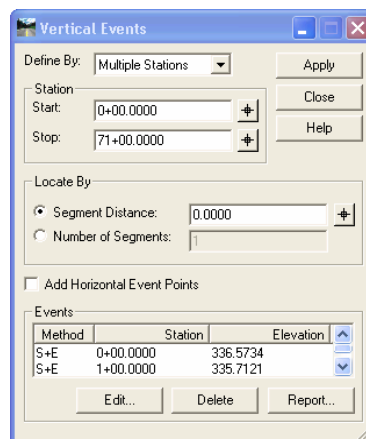 Vertical Events
Define By: Multiple Stations Apply
Station
Start: 0+00.0000 Close
Stop: 71+00.0000 Help
Locate By
Segment Distance: 0.0000
Number of Segments: 1
Add Horizontal Event Points
Events
Method Station Elevation
S+E 0+00.0000 336.5734
S+E 1+00.0000 335.7121
Edit... Delete Report...